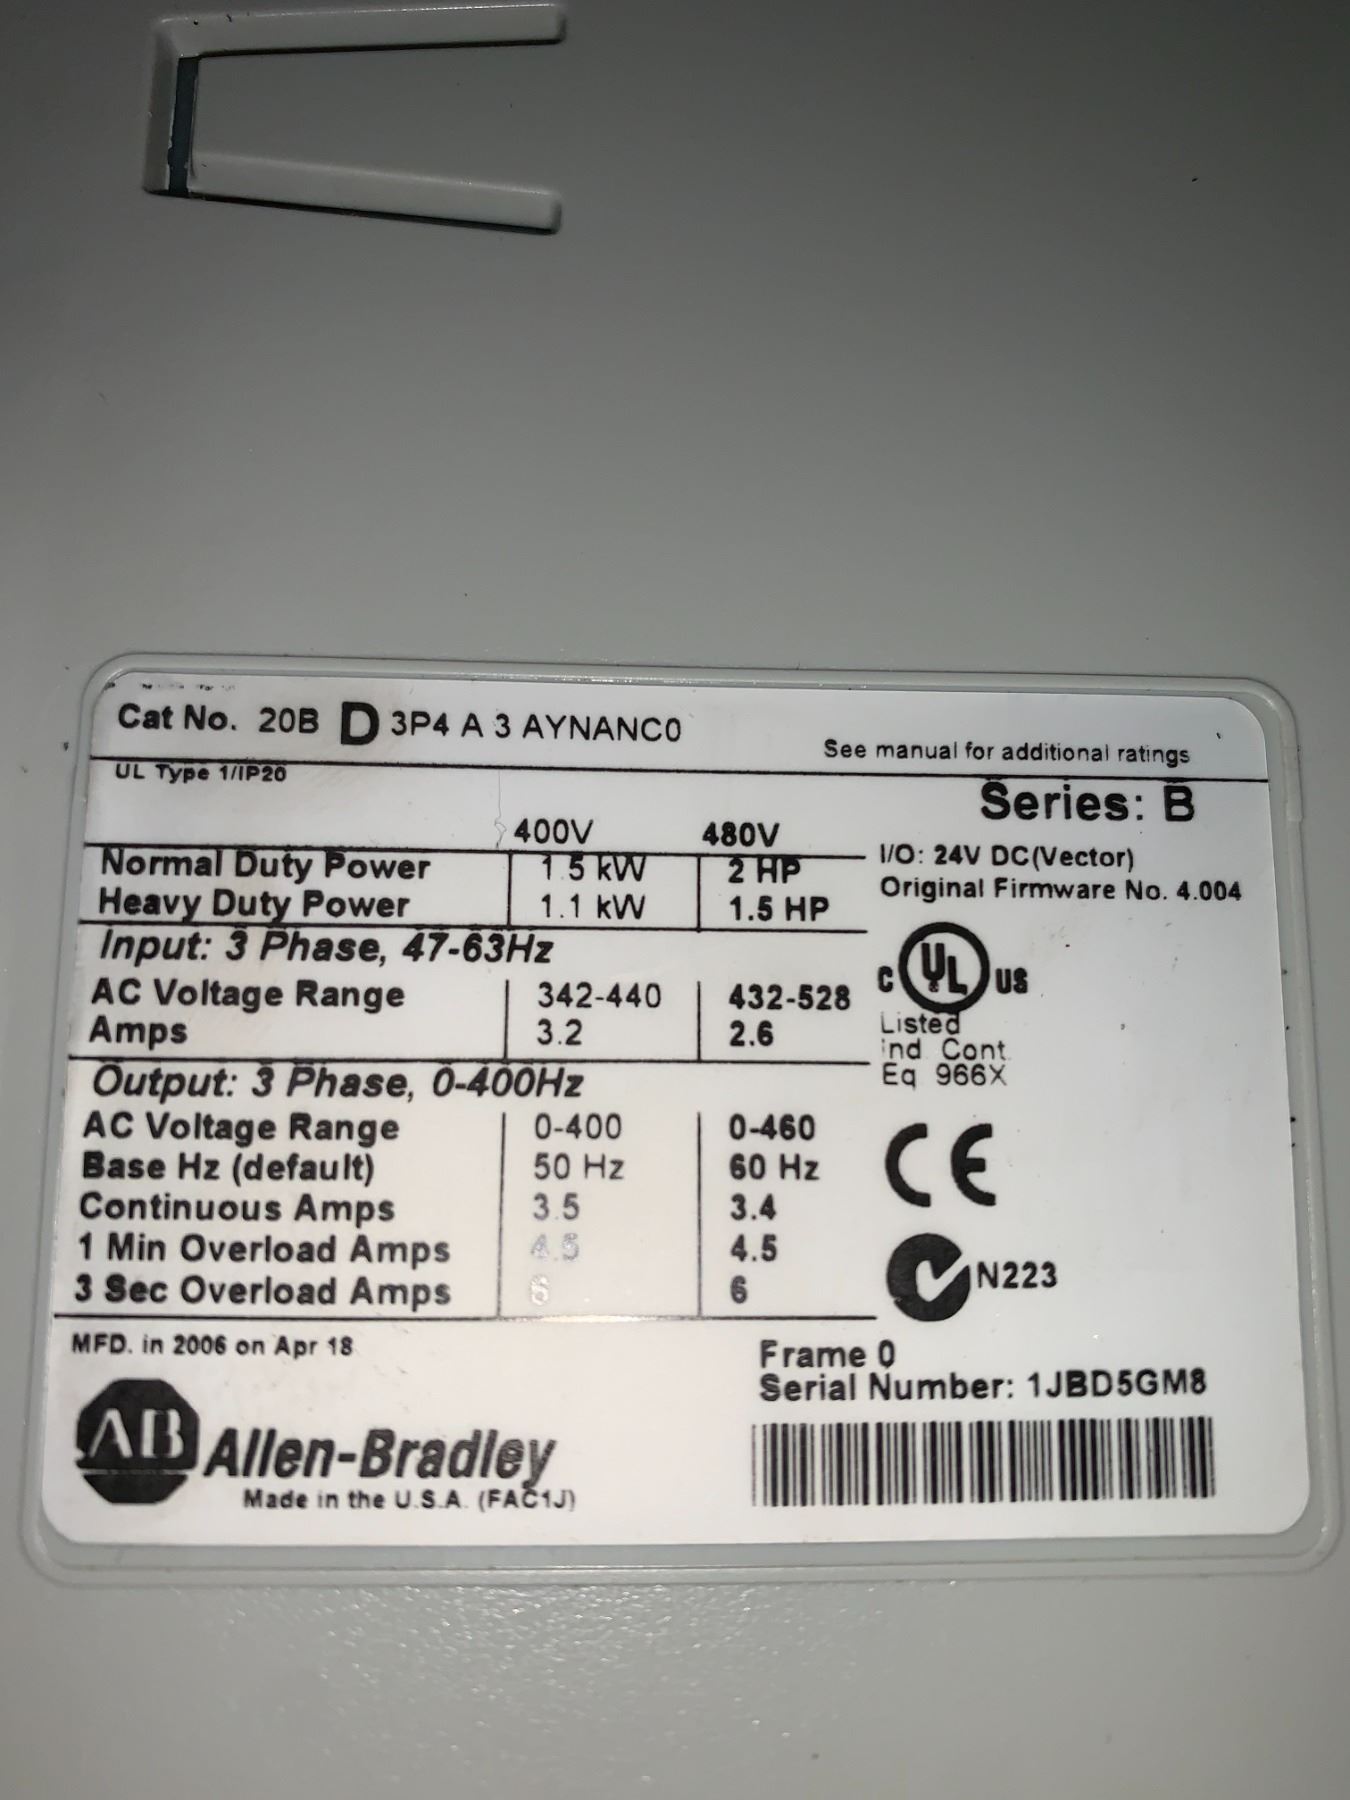 Cat No. 20B D 3P4 A 3 AYNANC0
See manual for additional ratings
UL Type 1/IP20
Series: B
400V 480V
Normal Duty Power 1.5 kW 2 HP
Heavy Duty Power 1.1 kW 1.5 HP
I/O: 24V DC(Vector)
Original Firmware No. 4.004
Input: 3 Phase, 47-63Hz
AC Voltage Range 342-440 432-528
Amps 3.2 2.6
C UL US
Listed
Ind Cont
Eq 966X
Output: 3 Phase, 0-400Hz
AC Voltage Range 0-400 0-460
Base Hz (default) 50 Hz 60 Hz
Continuous Amps 3.5 3.4
1 Min Overload Amps 4.5 4.5
3 Sec Overload Amps 6 6
CE
N223
MFD. in 2006 on Apr 18
Frame 0
Serial Number: 1JBD5GM8
AB Allen-Bradley
Made in the U.S.A. (FAC1J)